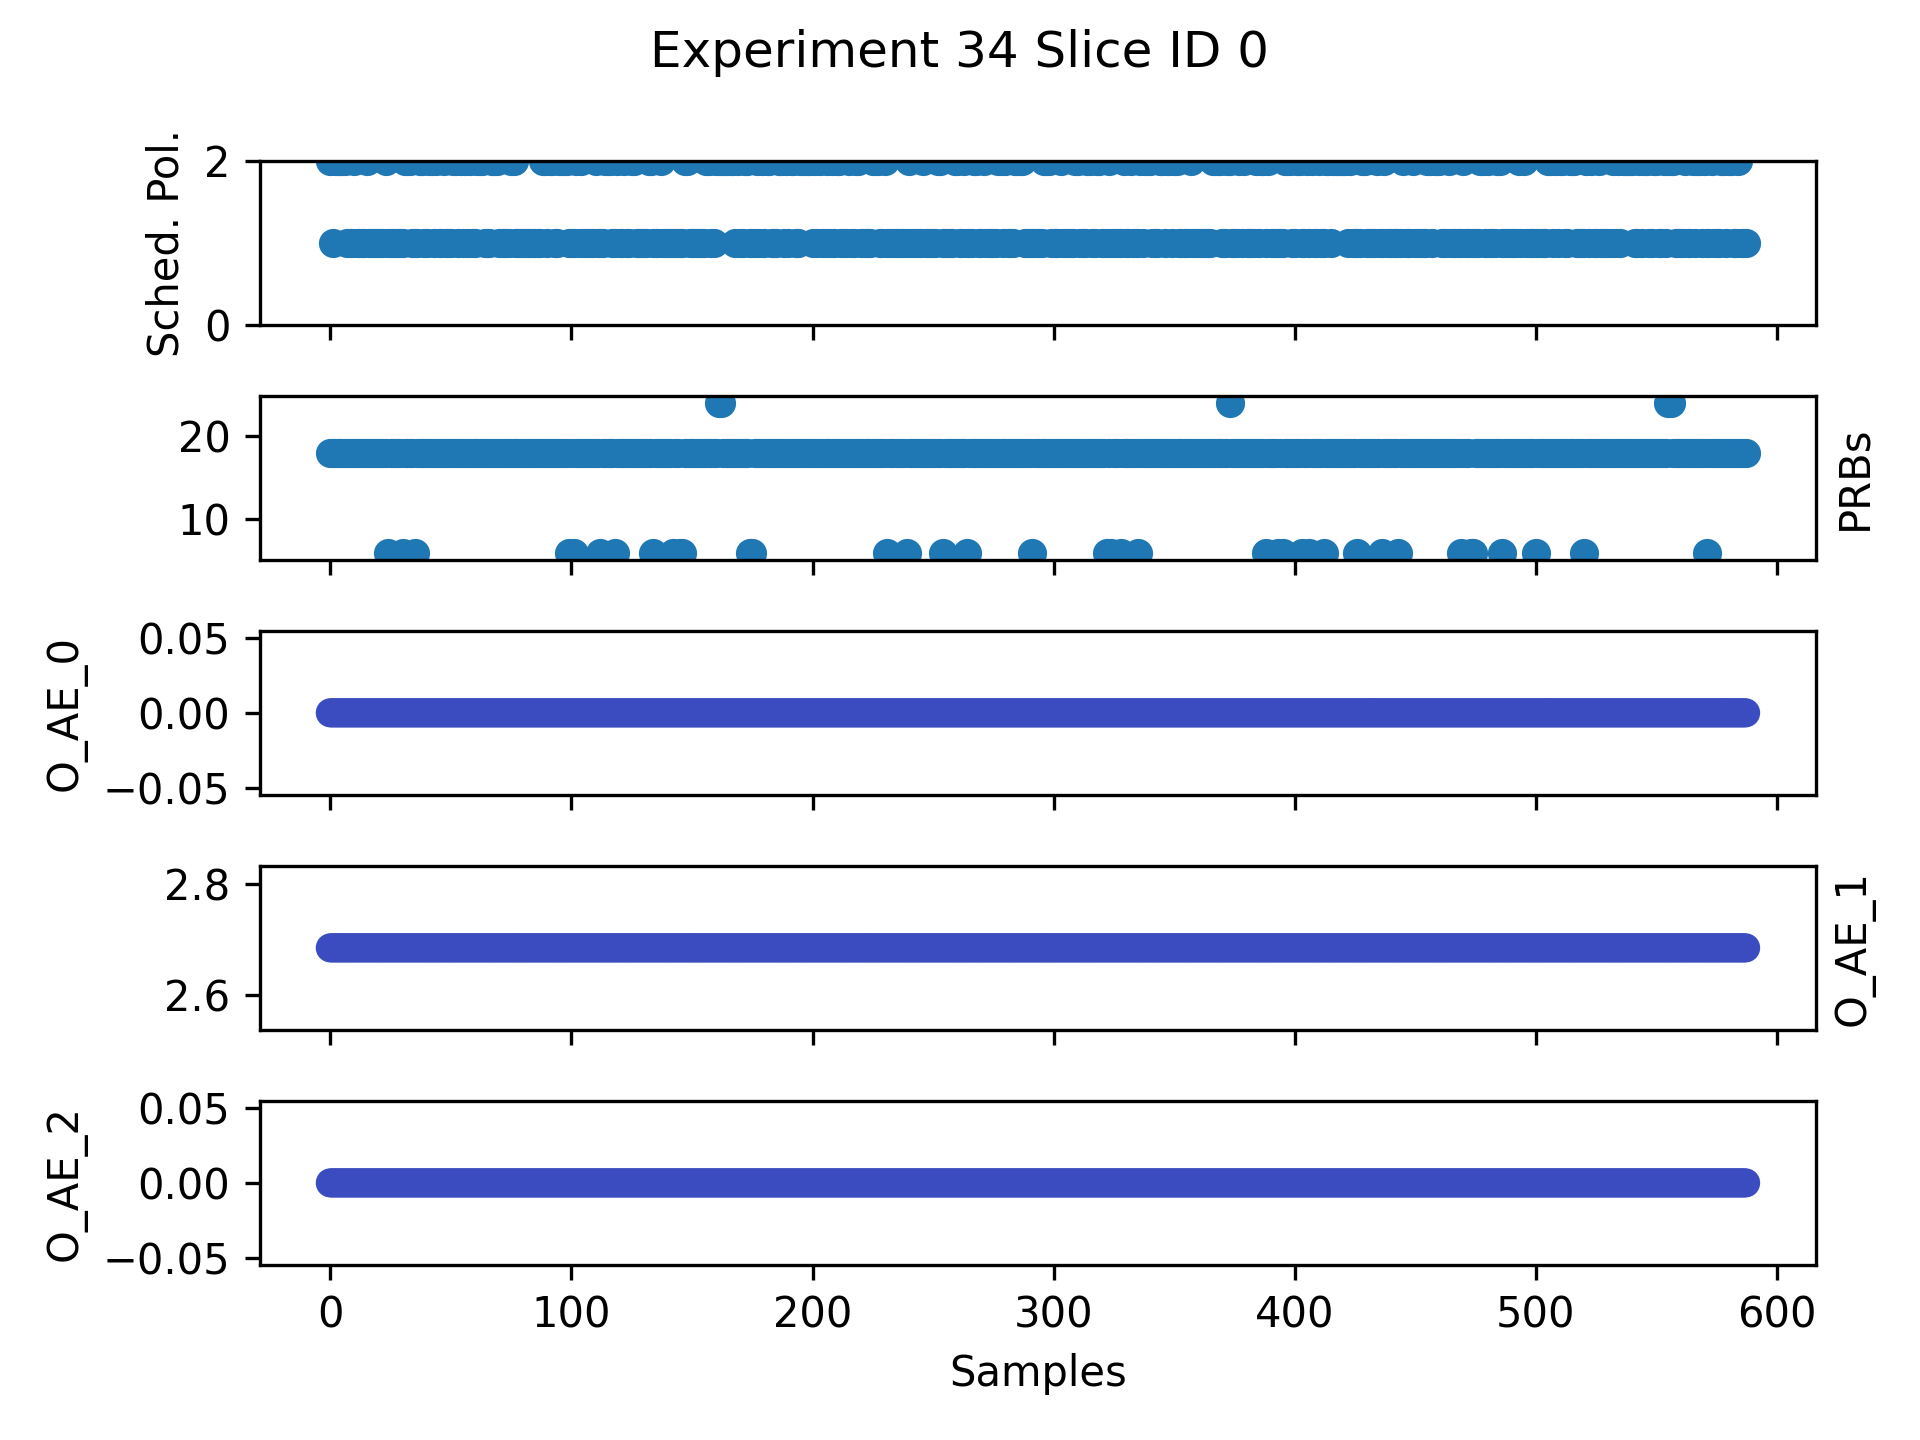 Experiment 34 Slice ID 0
Sched. Pol.
2
0
20
10
PRBs
O_AE_0
0.05
0.00
−0.05
2.8
2.6
O_AE_1
O_AE_2
0.05
0.00
−0.05
0 100 200 300 400 500 600
Samples